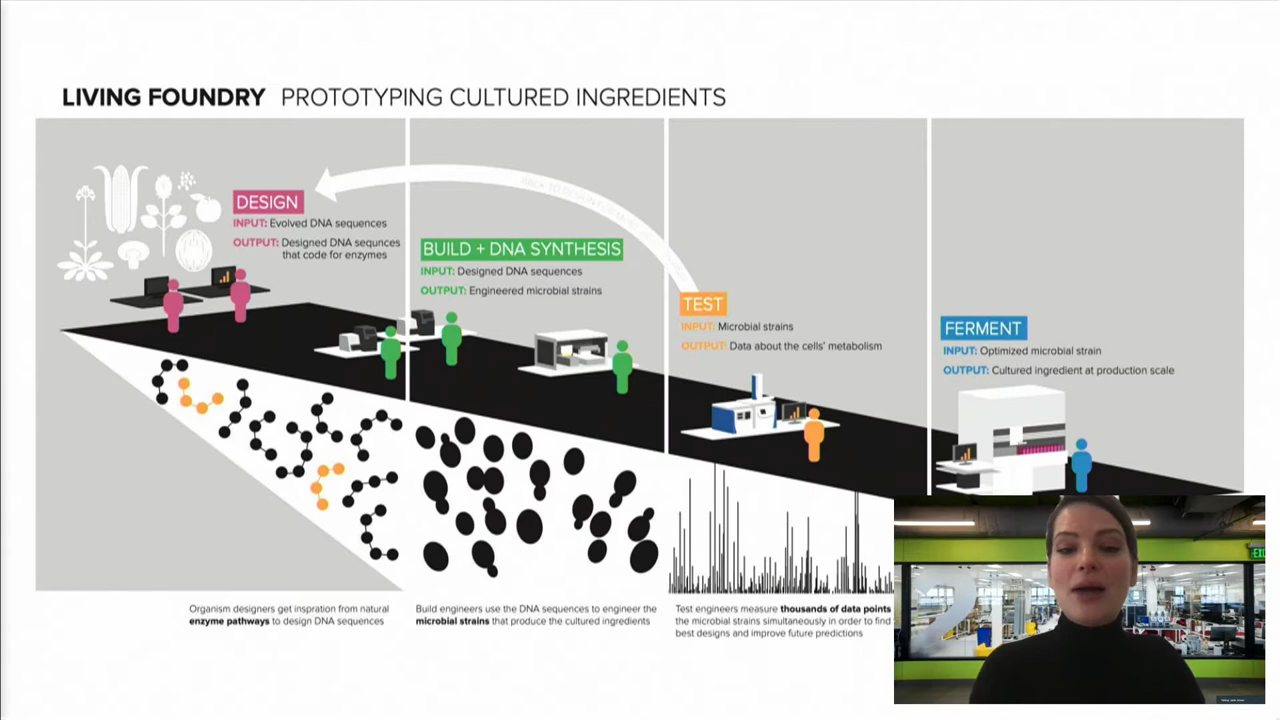 LIVING FOUNDRY PROTOTYPING CULTURED INGREDIENTS
DESIGN
INPUT: Evolved DNA sequences
OUTPUT: Designed DNA sequnces
that code for enzymes
BUILD + DNA SYNTHESIS
INPUT: Designed DNA sequences
OUTPUT: Engineered microbial strains
BACK TO DESIGN
TEST
INPUT: Microbial strains
OUTPUT: Data about the cells' metabolism
FERMENT
INPUT: Optimized microbial strain
OUTPUT: Cultured ingredient at production scale
Organism designers get inspration from natural
enzyme pathways to design DNA sequences
Build engineers use the DNA sequences to engineer the
microbial strains that produce the cultured ingredients
Test engineers measure thousands of data points
the microbial strains simultaneously in order to find
best designs and improve future predictions
2